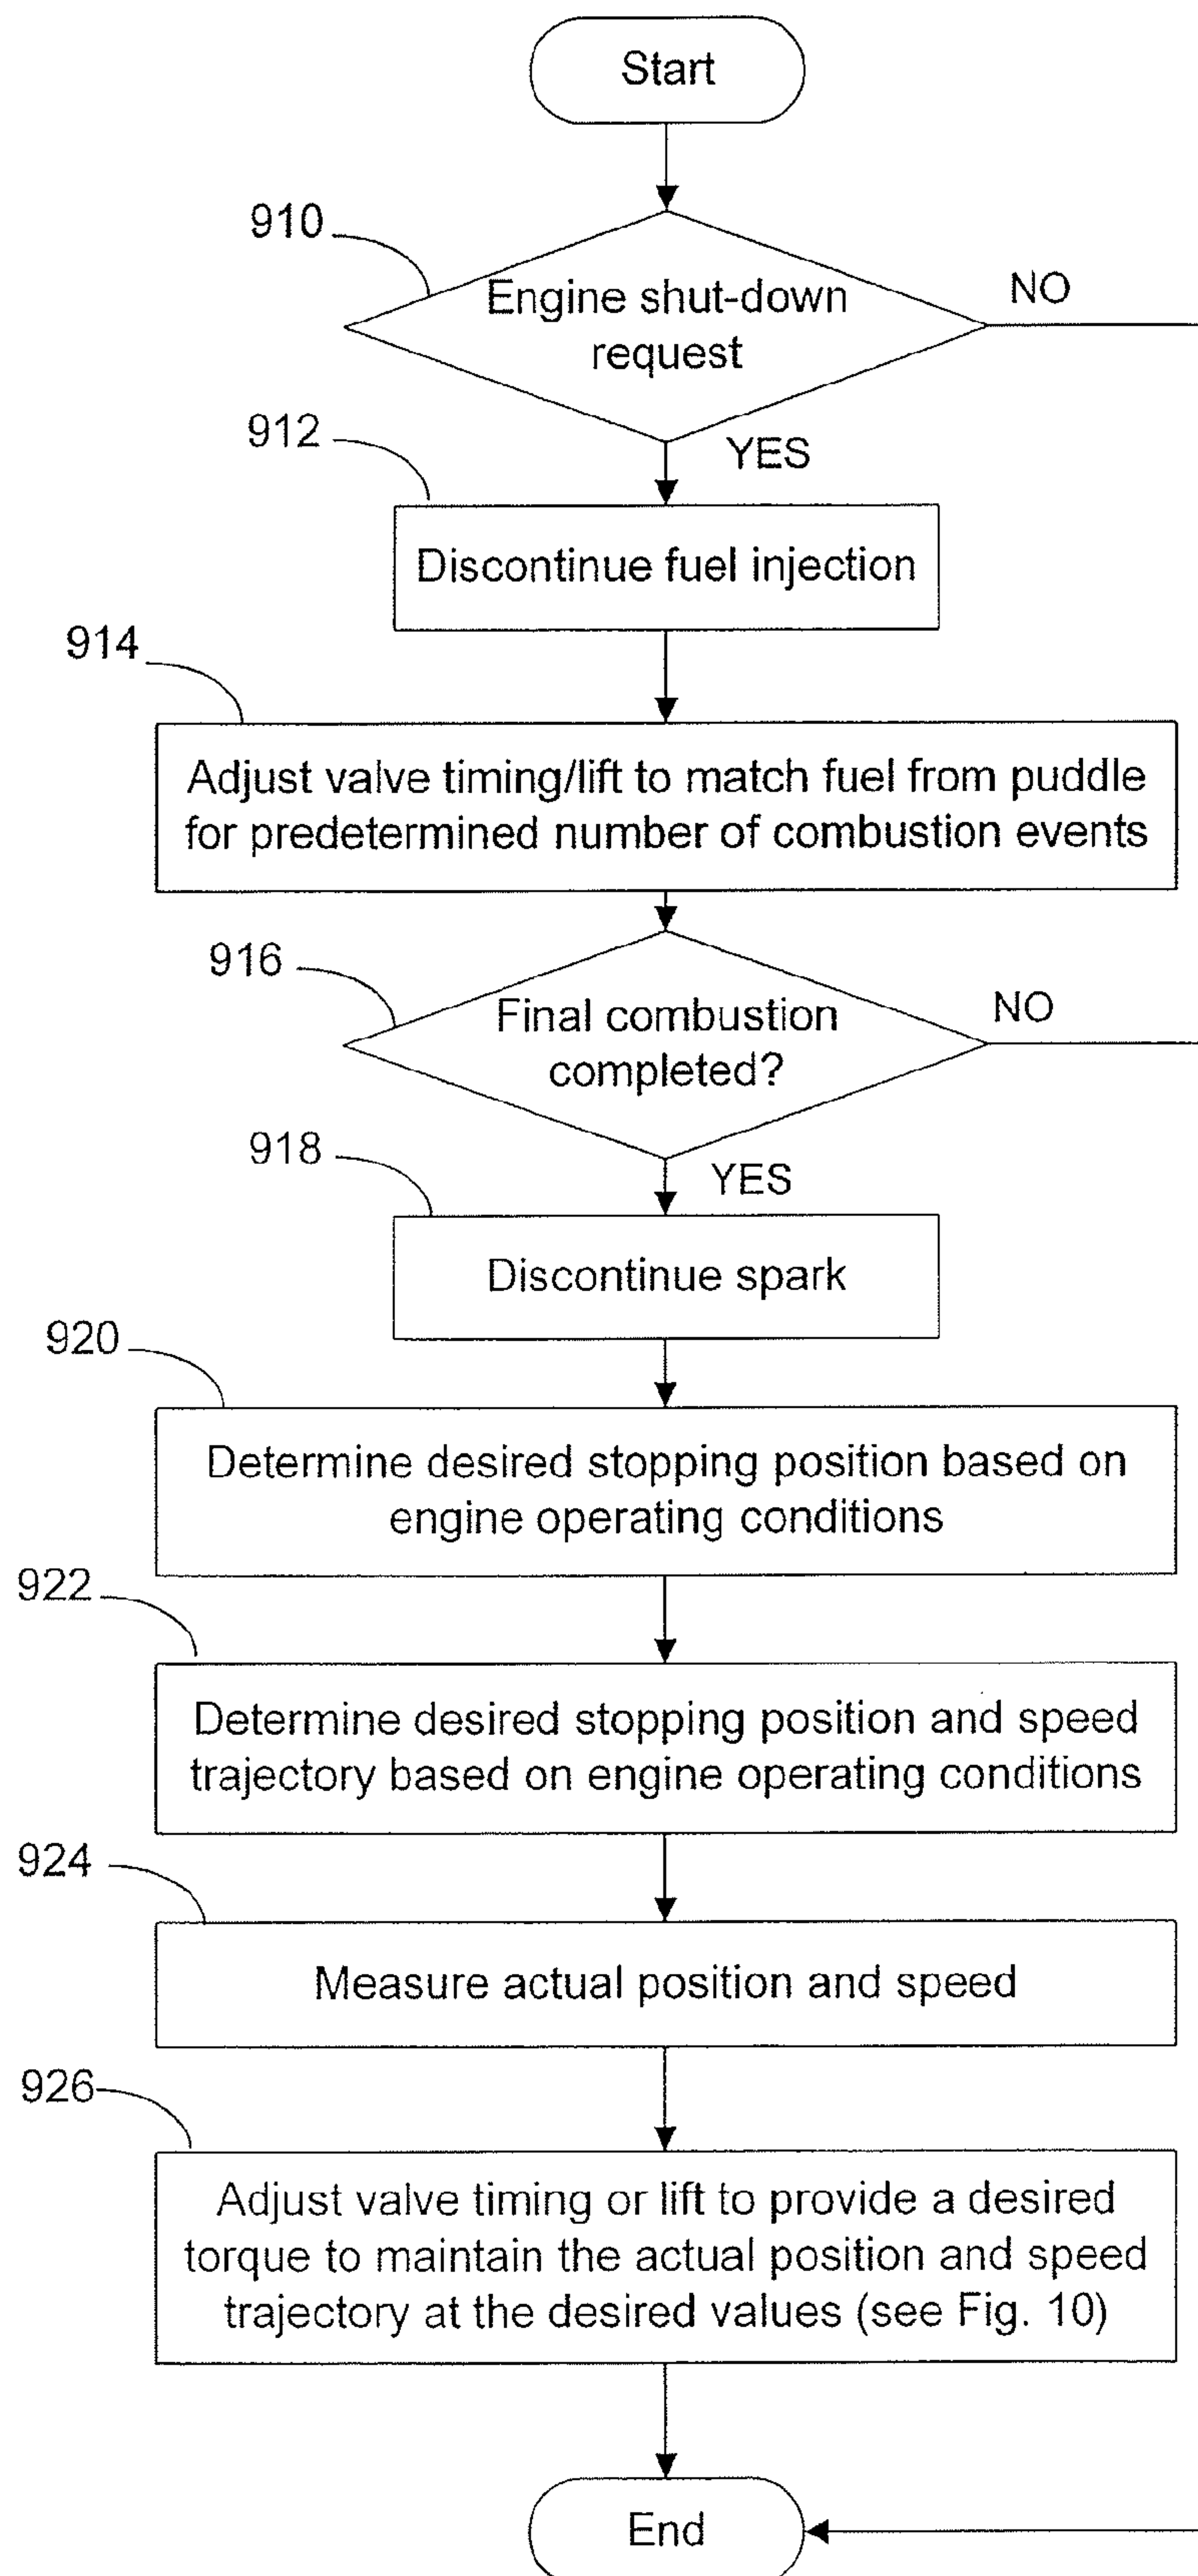 Start
910
Engine shut-down
request
NO
912
YES
Discontinue fuel injection
914
Adjust valve timing/lift to match fuel from puddle
for predetermined number of combustion events
916
Final combustion
completed?
NO
918
YES
Discontinue spark
920
Determine desired stopping position based on
engine operating conditions
922
Determine desired stopping position and speed
trajectory based on engine operating conditions
924
Measure actual position and speed
926
Adjust valve timing or lift to provide a desired
torque to maintain the actual position and speed
trajectory at the desired values (see Fig. 10)
End